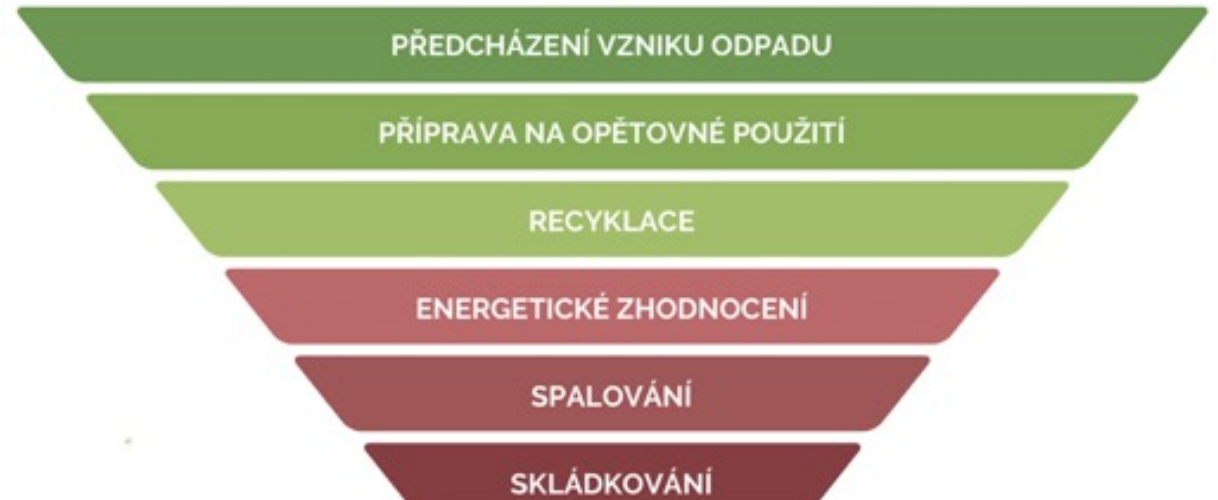 PŘEDCHÁZENÍ VZNIKU ODPADU
PŘÍPRAVA NA OPĚTOVNÉ POUŽITÍ
RECYKLACE
ENERGETICKÉ ZHODNOCENÍ
SPALOVÁNÍ
SKLÁDKOVÁNÍ